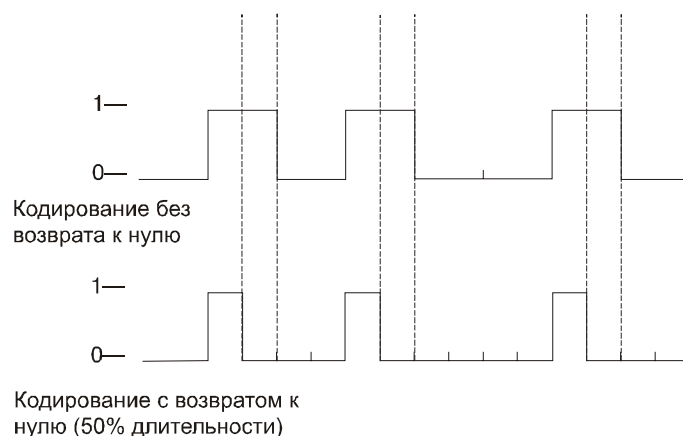 1
0
Кодирование без
возврата к нулю
1
0
Кодирование с возвратом к
нулю (50% длительности)